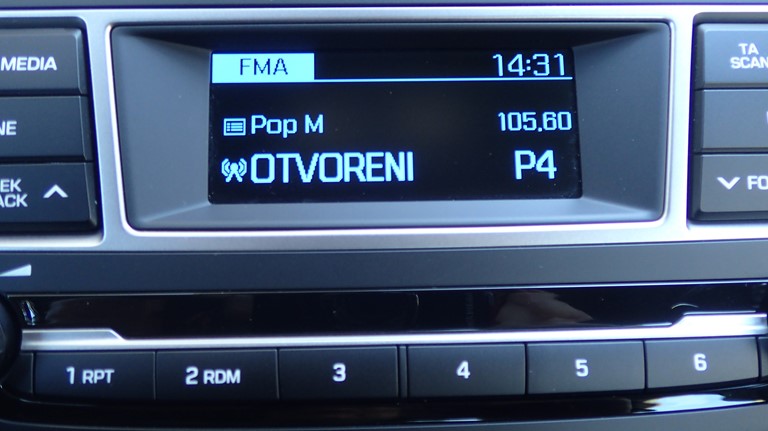 FMA 14:31
Pop M 105.60
OTVORENI P4
MEDIA
TA
SCAN
1 RPT 2 RDM 3 4 5 6